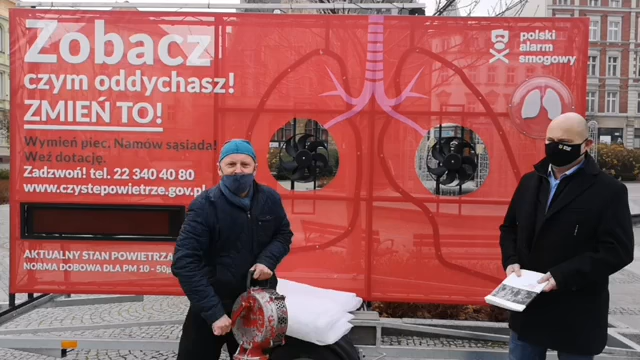 Zobacz
czym oddychasz!
ZMIEŃ TO!
Wymień piec. Namów sąsiada!
Weź dotację.
Zadzwoń! tel. 22 340 40 80
www.czystepowietrze.gov.pl
AKTUALNY STAN POWIETRZA
NORMA DOBOWA DLA PM 10 - 50µ
polski
alarm
smogowy